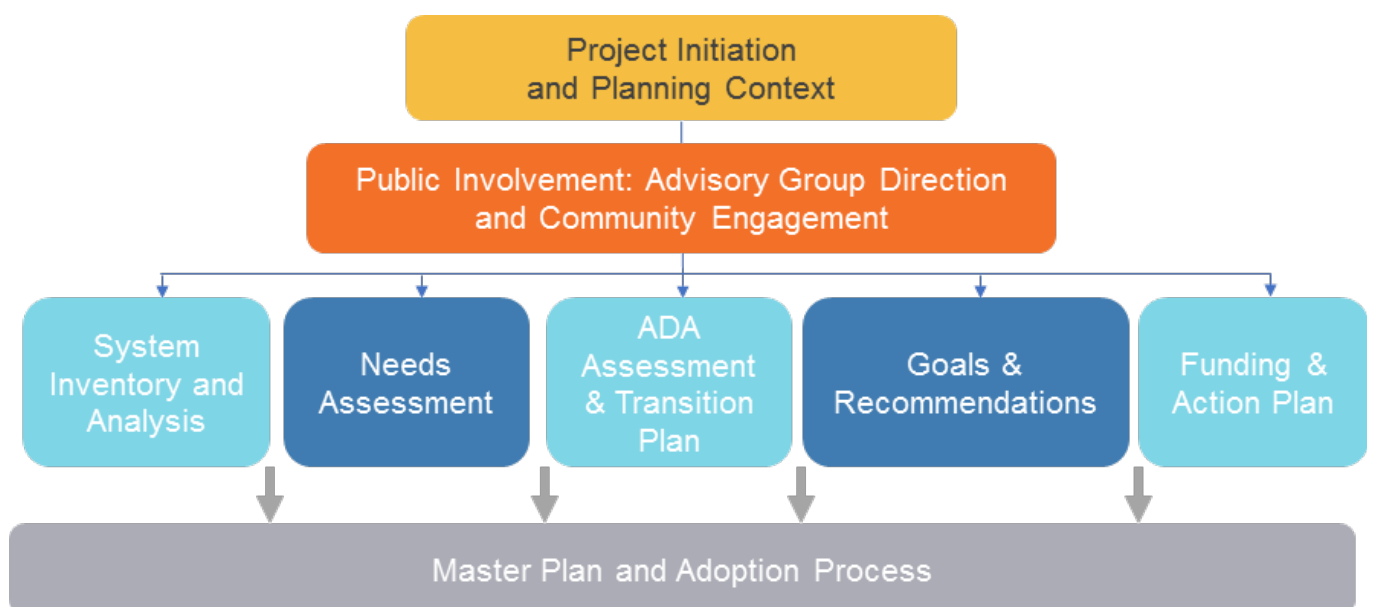 Project Initiation
and Planning Context
Public Involvement: Advisory Group Direction
and Community Engagement
System
Inventory and
Analysis
Needs
Assessment
ADA
Assessment
& Transition
Plan
Goals &
Recommendations
Funding &
Action Plan
Master Plan and Adoption Process